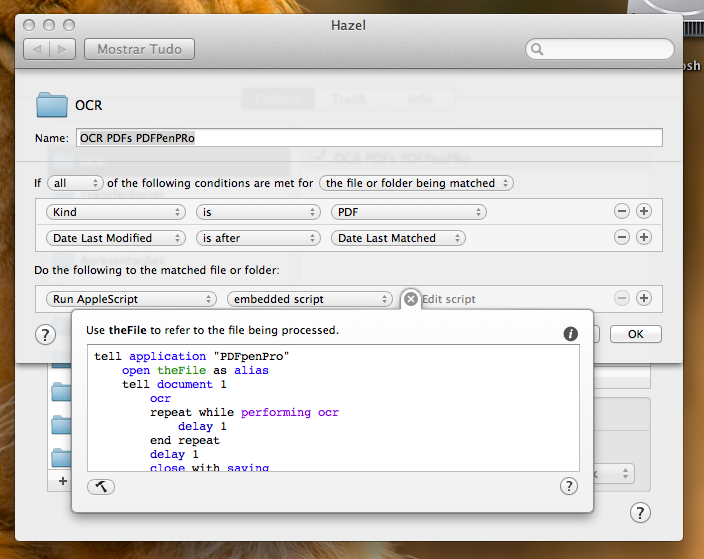 Hazel
Mostrar Tudo
osh
OCR
Name: OCR PDFs PDFPenPRo
If all of the following conditions are met for the file or folder being matched
Kind is PDF
Date Last Modified is after Date Last Matched
Do the following to the matched file or folder:
Run AppleScript embedded script Edit script
Use theFile to refer to the file being processed.
tell application "PDFpenPro"
open theFile as alias
tell document 1
ocr
repeat while performing ocr
delay 1
end repeat
delay 1
close with saving
? OK
+
?
?